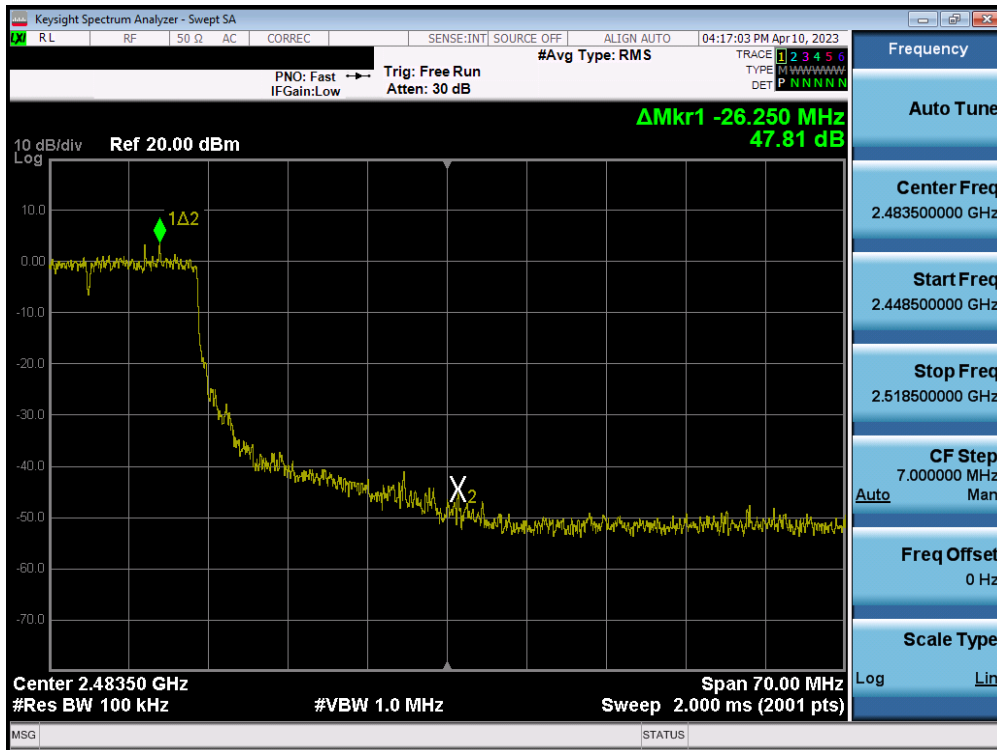 Keysight Spectrum Analyzer - Swept SA
LXI RL RF 50 Ω AC CORREC SENSE:INT SOURCE OFF ALIGN AUTO 04:17:03 PM Apr 10, 2023
#Avg Type: RMS
TRACE 1 2 3 4 5 6
TYPE M WWWWW
DET P N N N N N
PNO: Fast
IFGain:Low
Trig: Free Run
Atten: 30 dB
ΔMkr1 -26.250 MHz
47.81 dB
10 dB/div Ref 20.00 dBm
Log
10.0
0.00
-10.0
-20.0
-30.0
-40.0
-50.0
-60.0
-70.0
1Δ2
X2
Center 2.48350 GHz Span 70.00 MHz
#Res BW 100 kHz #VBW 1.0 MHz Sweep 2.000 ms (2001 pts)
MSG STATUS
Frequency
Auto Tune
Center Freq
2.483500000 GHz
Start Freq
2.448500000 GHz
Stop Freq
2.518500000 GHz
CF Step
7.000000 MHz
Auto Man
Freq Offset
0 Hz
Scale Type
Log Lin